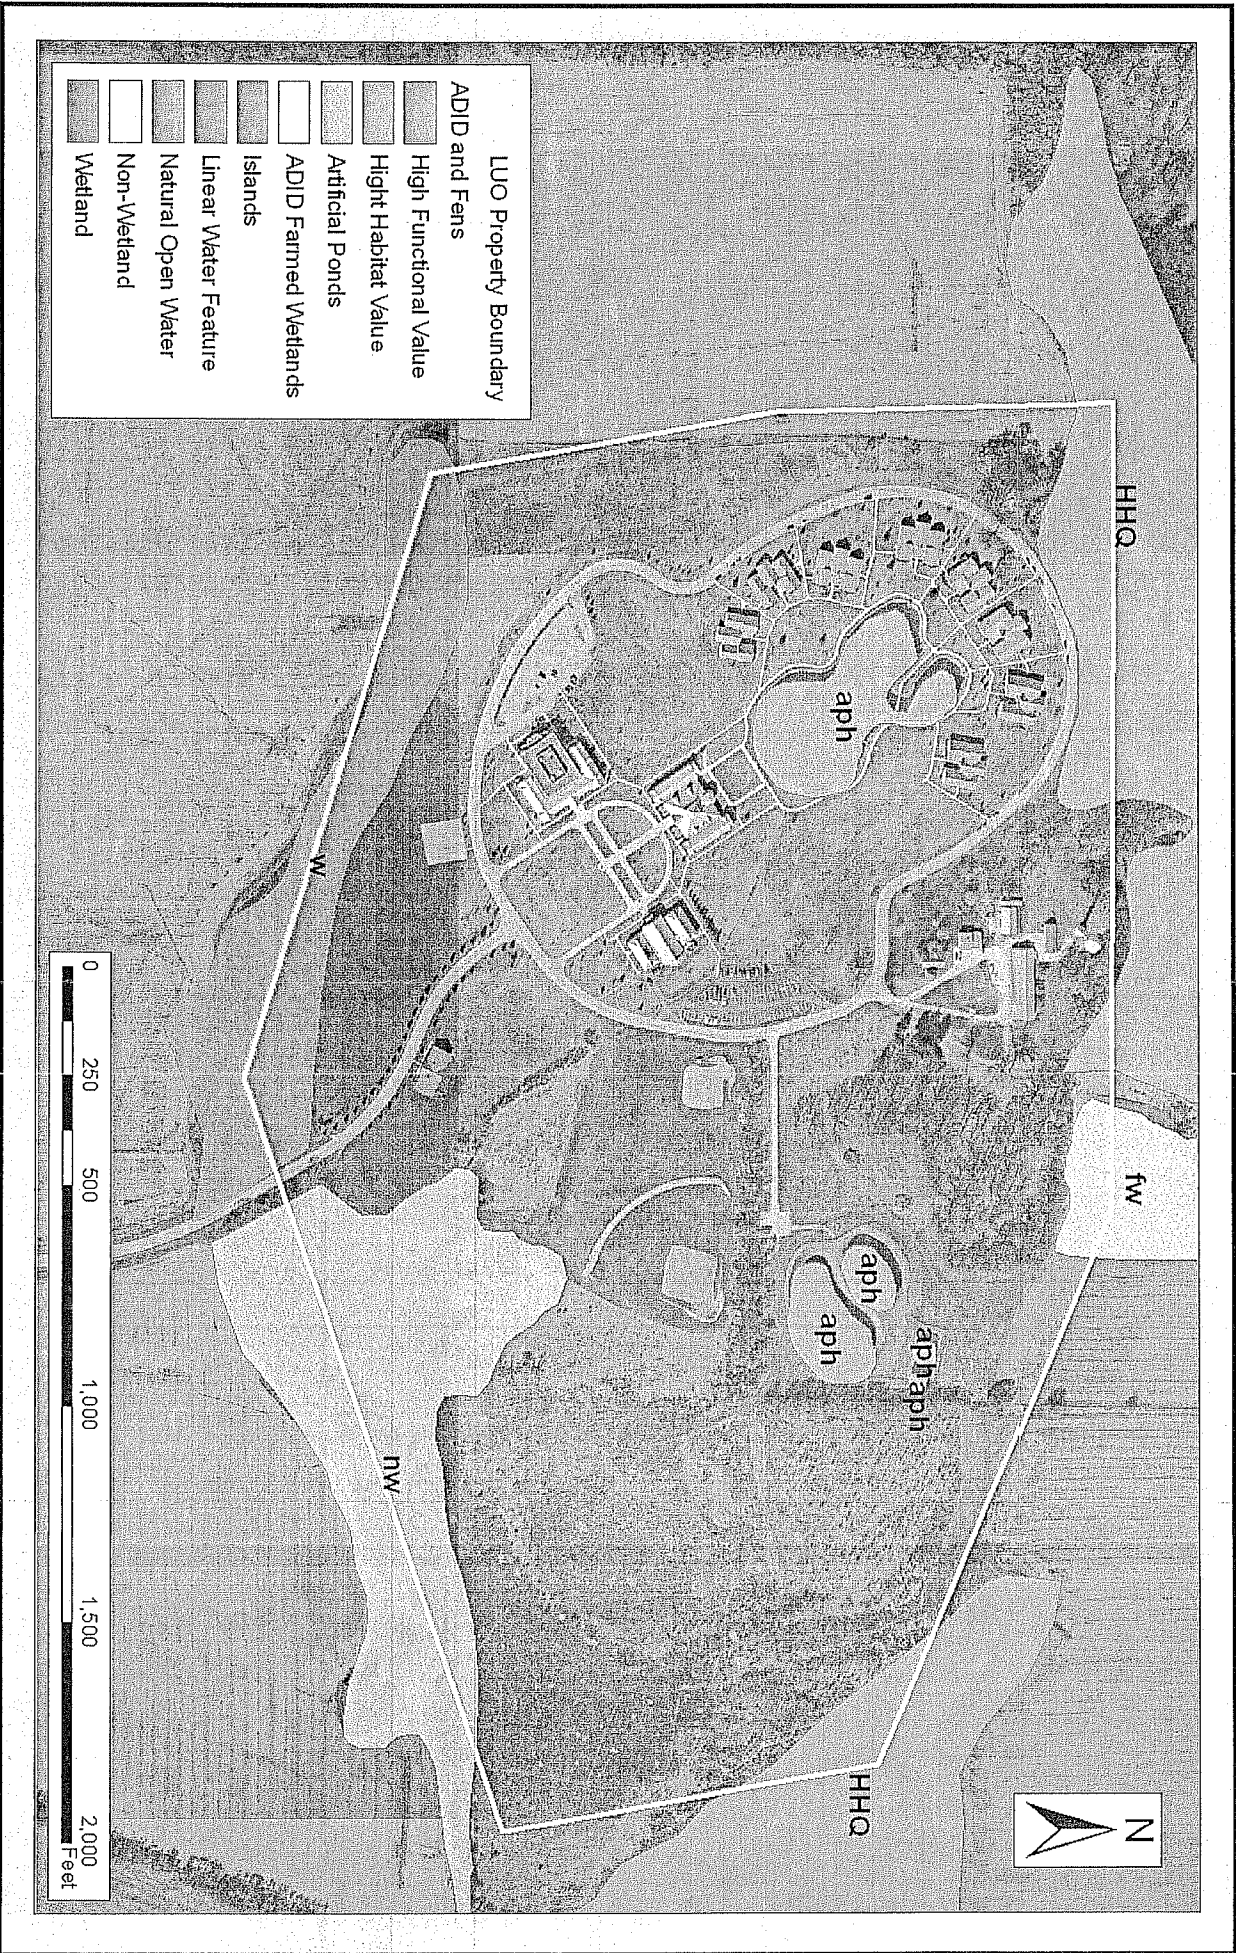 N
HHQ
fw
HHQ
aph
aph
aph
aph
aph
nw
w
LUO Property Boundary
ADID and Fens
High Functional Value
Hight Habitat Value
Artificial Ponds
ADID Farmed Wetlands
Islands
Linear Water Feature
Natural Open Water
Non-Wetland
Wetland
0 250 500 1,000 1,500 2,000
Feet